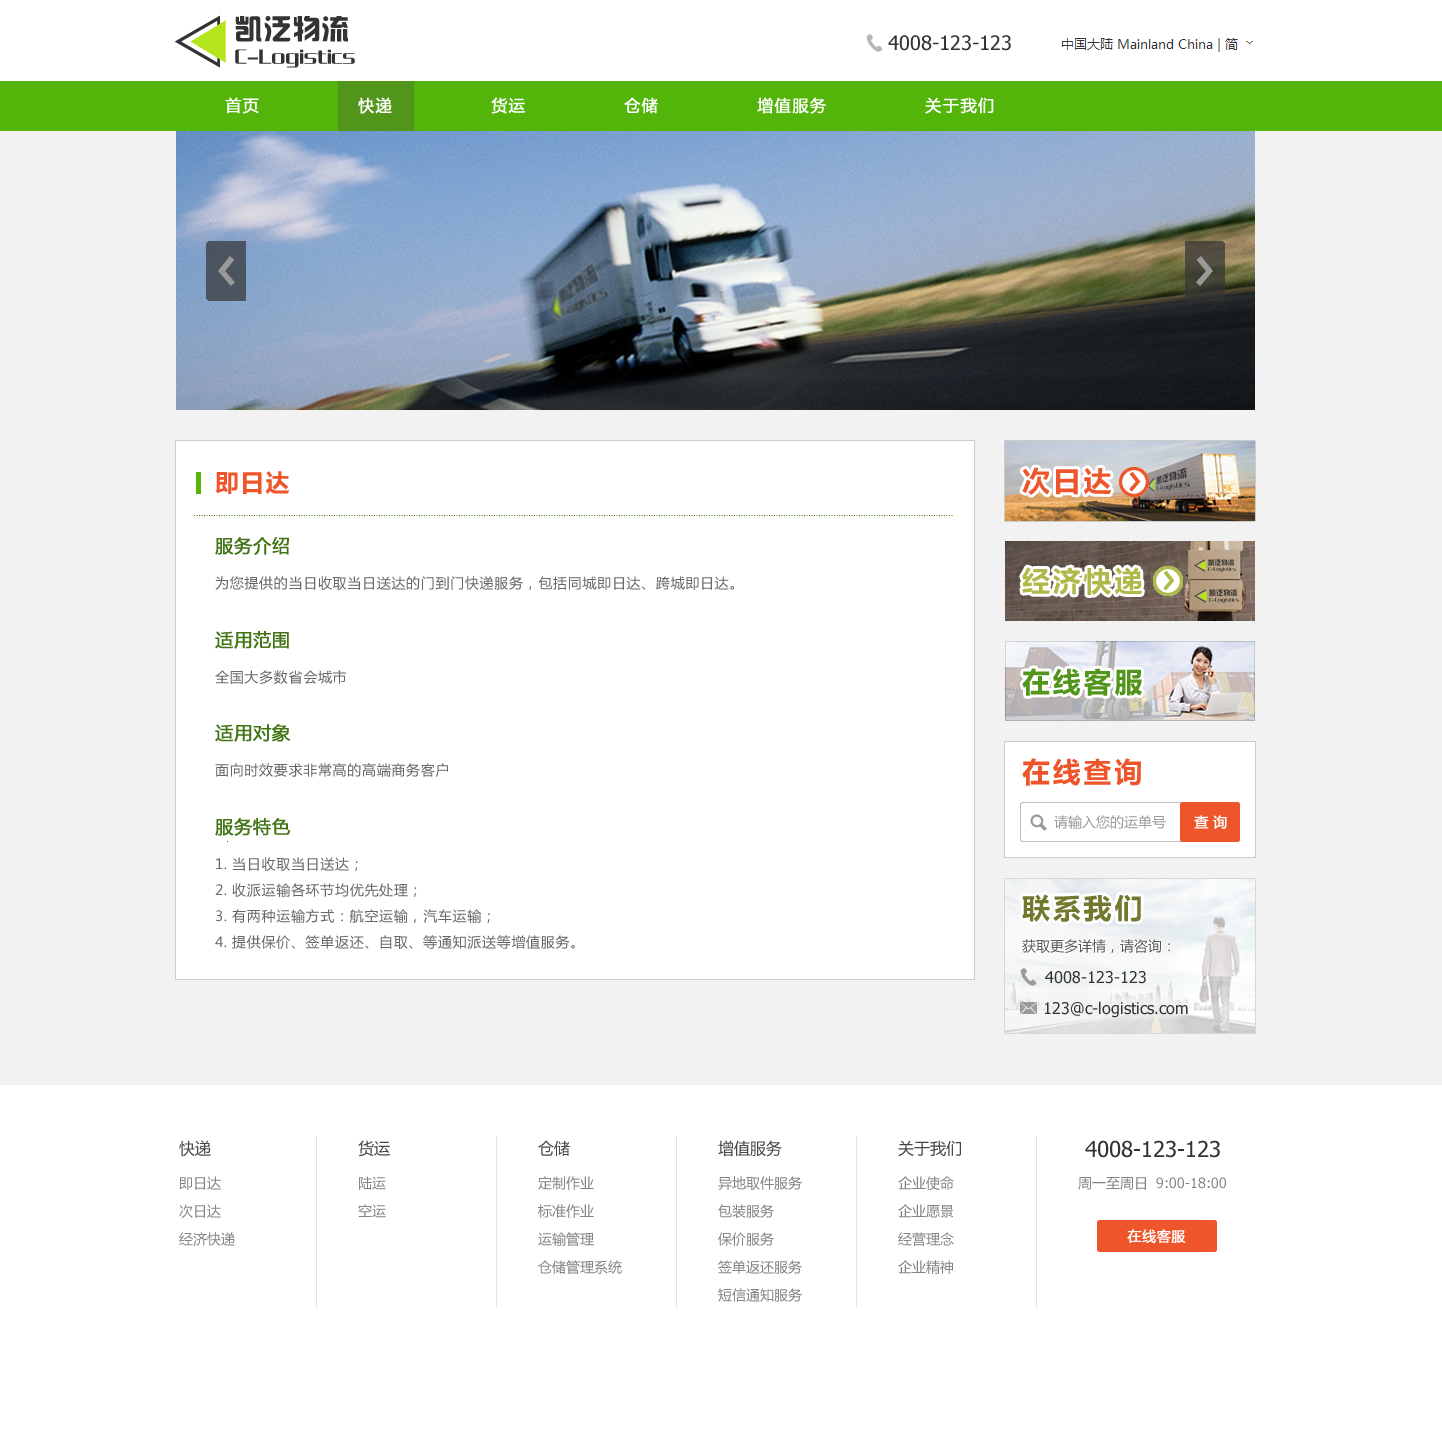 凯泛物流
C-Logistics
4008-123-123
中国大陆 Mainland China | 简
首页
快递
货运
仓储
增值服务
关于我们
即日达
服务介绍
为您提供的当日收取当日送达的门到门快递服务，包括同城即日达、跨城即日达。
适用范围
全国大多数省会城市
适用对象
面向时效要求非常高的高端商务客户
服务特色
1. 当日收取当日送达；
2. 收派运输各环节均优先处理；
3. 有两种运输方式：航空运输，汽车运输；
4. 提供保价、签单返还、自取、等通知派送等增值服务。
次日达
凯泛物流
C-Logistics
经济快递
凯泛物流
C-Logistics
凯泛物流
C-Logistics
在线客服
在线查询
请输入您的运单号
查 询
联系我们
获取更多详情，请咨询：
4008-123-123
123@c-logistics.com
快递
即日达
次日达
经济快递
货运
陆运
空运
仓储
定制作业
标准作业
运输管理
仓储管理系统
增值服务
异地取件服务
包装服务
保价服务
签单返还服务
短信通知服务
关于我们
企业使命
企业愿景
经营理念
企业精神
4008-123-123
周一至周日 9:00-18:00
在线客服